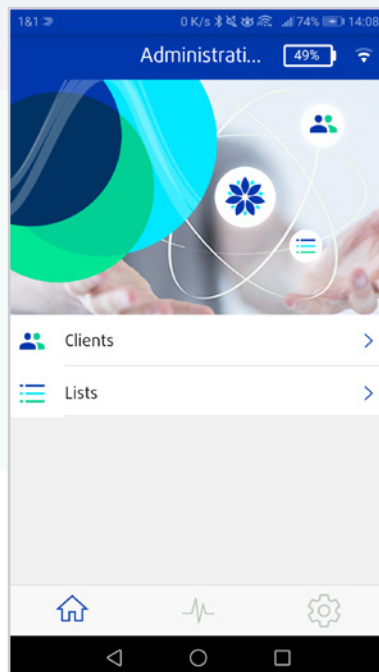 1&1 0 K/s 74% 14:08
Administrati... 49%
Clients
Lists